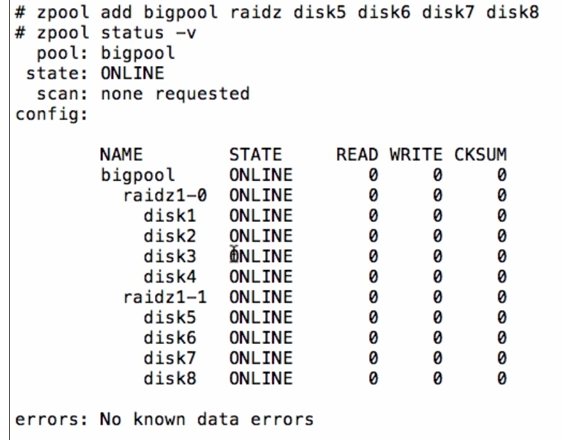 # zpool add bigpool raidz disk5 disk6 disk7 disk8
# zpool status -v
pool: bigpool
state: ONLINE
scan: none requested
config:
NAME STATE READ WRITE CKSUM
bigpool ONLINE 0 0 0
raidz1-0 ONLINE 0 0 0
disk1 ONLINE 0 0 0
disk2 ONLINE 0 0 0
disk3 ONLINE 0 0 0
disk4 ONLINE 0 0 0
raidz1-1 ONLINE 0 0 0
disk5 ONLINE 0 0 0
disk6 ONLINE 0 0 0
disk7 ONLINE 0 0 0
disk8 ONLINE 0 0 0
errors: No known data errors